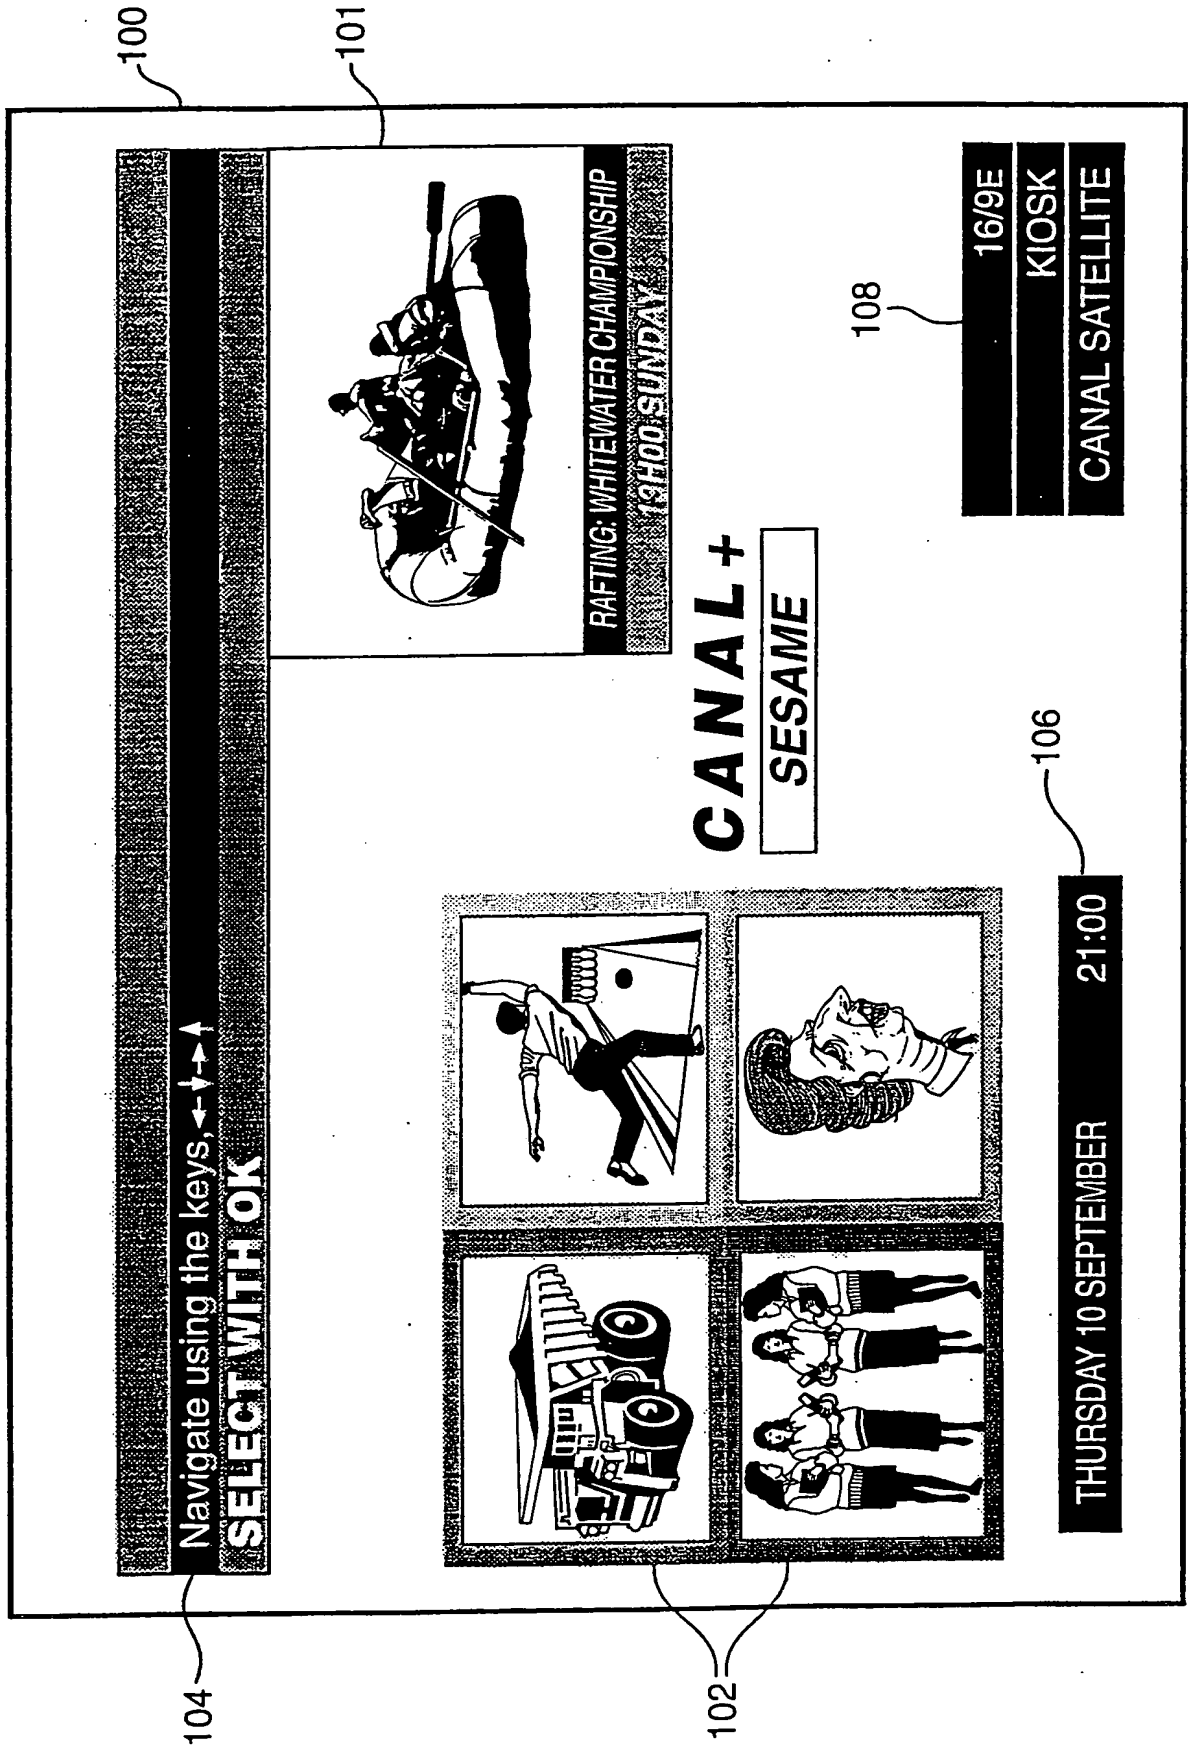 100
101
104
Navigate using the keys,
SELECT WITH OK
RAFTING: WHITEWATER CHAMPIONSHIP
13H00 SUNDAY
CANAL+
SESAME
102
108
16/9E
KIOSK
CANAL SATELLITE
106
THURSDAY 10 SEPTEMBER 21:00